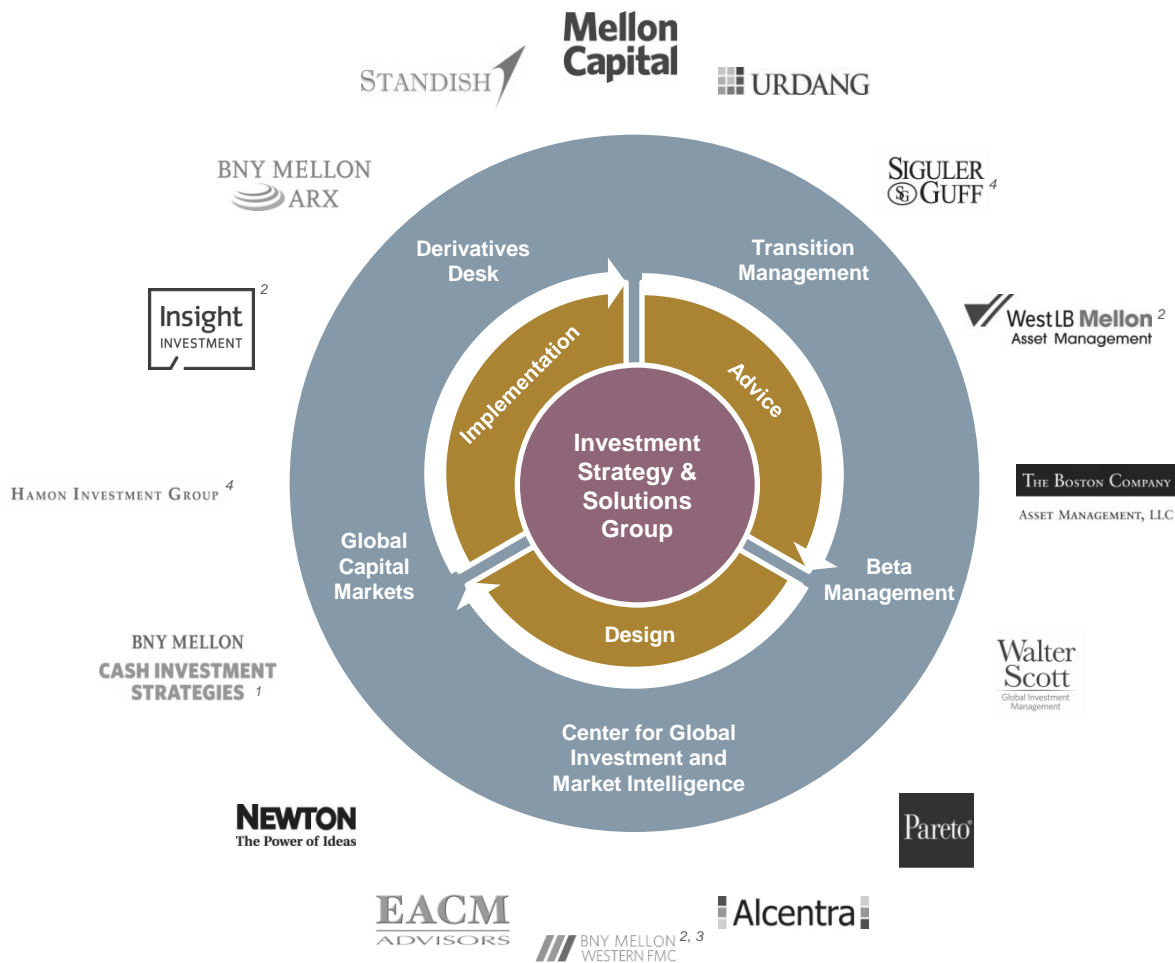 Mellon
Capital
STANDISH
URDANG
BNY MELLON
ARX
SIGULER
SG GUFF 4
Derivatives
Desk
Transition
Management
Insight 2
INVESTMENT
WestLB Mellon 2
Asset Management
Implementation
Advice
Investment
Strategy &
Solutions
Group
HAMON INVESTMENT GROUP 4
THE BOSTON COMPANY
ASSET MANAGEMENT, LLC
Global
Capital
Markets
Beta
Management
Design
BNY MELLON
CASH INVESTMENT
STRATEGIES 1
Walter
Scott
Global Investment
Management
Center for Global
Investment and
Market Intelligence
NEWTON
The Power of Ideas
Pareto®
EACM
ADVISORS
Alcentra
BNY MELLON 2, 3
WESTERN FMC